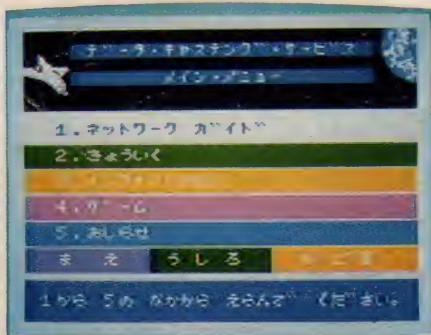 データ・キャスティング・サービス
メイン・メニュー
1.ネットワーク ガイド
2.きょういく
4.ゲーム
5.おしらせ
まえ うしろ
1から 5の なかから えらんで ください。